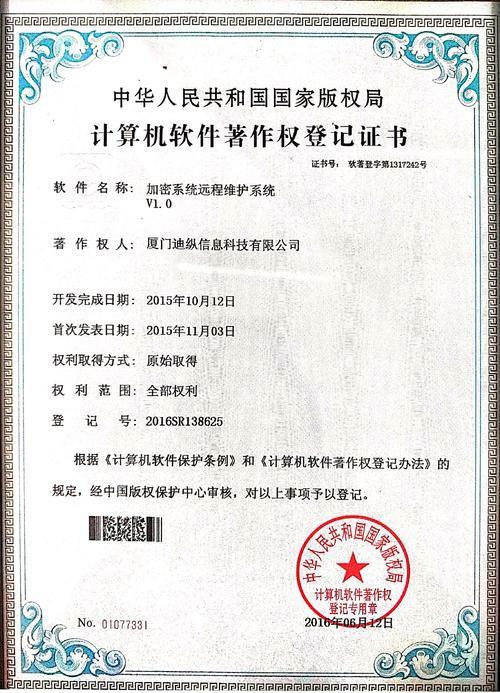 中华人民共和国国家版权局
计算机软件著作权登记证书
证书号： 软著登字第1317242号
软件名称： 加密系统远程维护系统
V1.0
著作权人： 厦门迪纵信息科技有限公司
开发完成日期： 2015年10月12日
首次发表日期： 2015年11月03日
权利取得方式： 原始取得
权利范围： 全部权利
登记号： 2016SR138625
根据《计算机软件保护条例》和《计算机软件著作权登记办法》的
规定，经中国版权保护中心审核，对以上事项予以登记。
中华人民共和国国家版权局
计算机软件著作权
登记专用章
No. 01077331
2016年06月12日